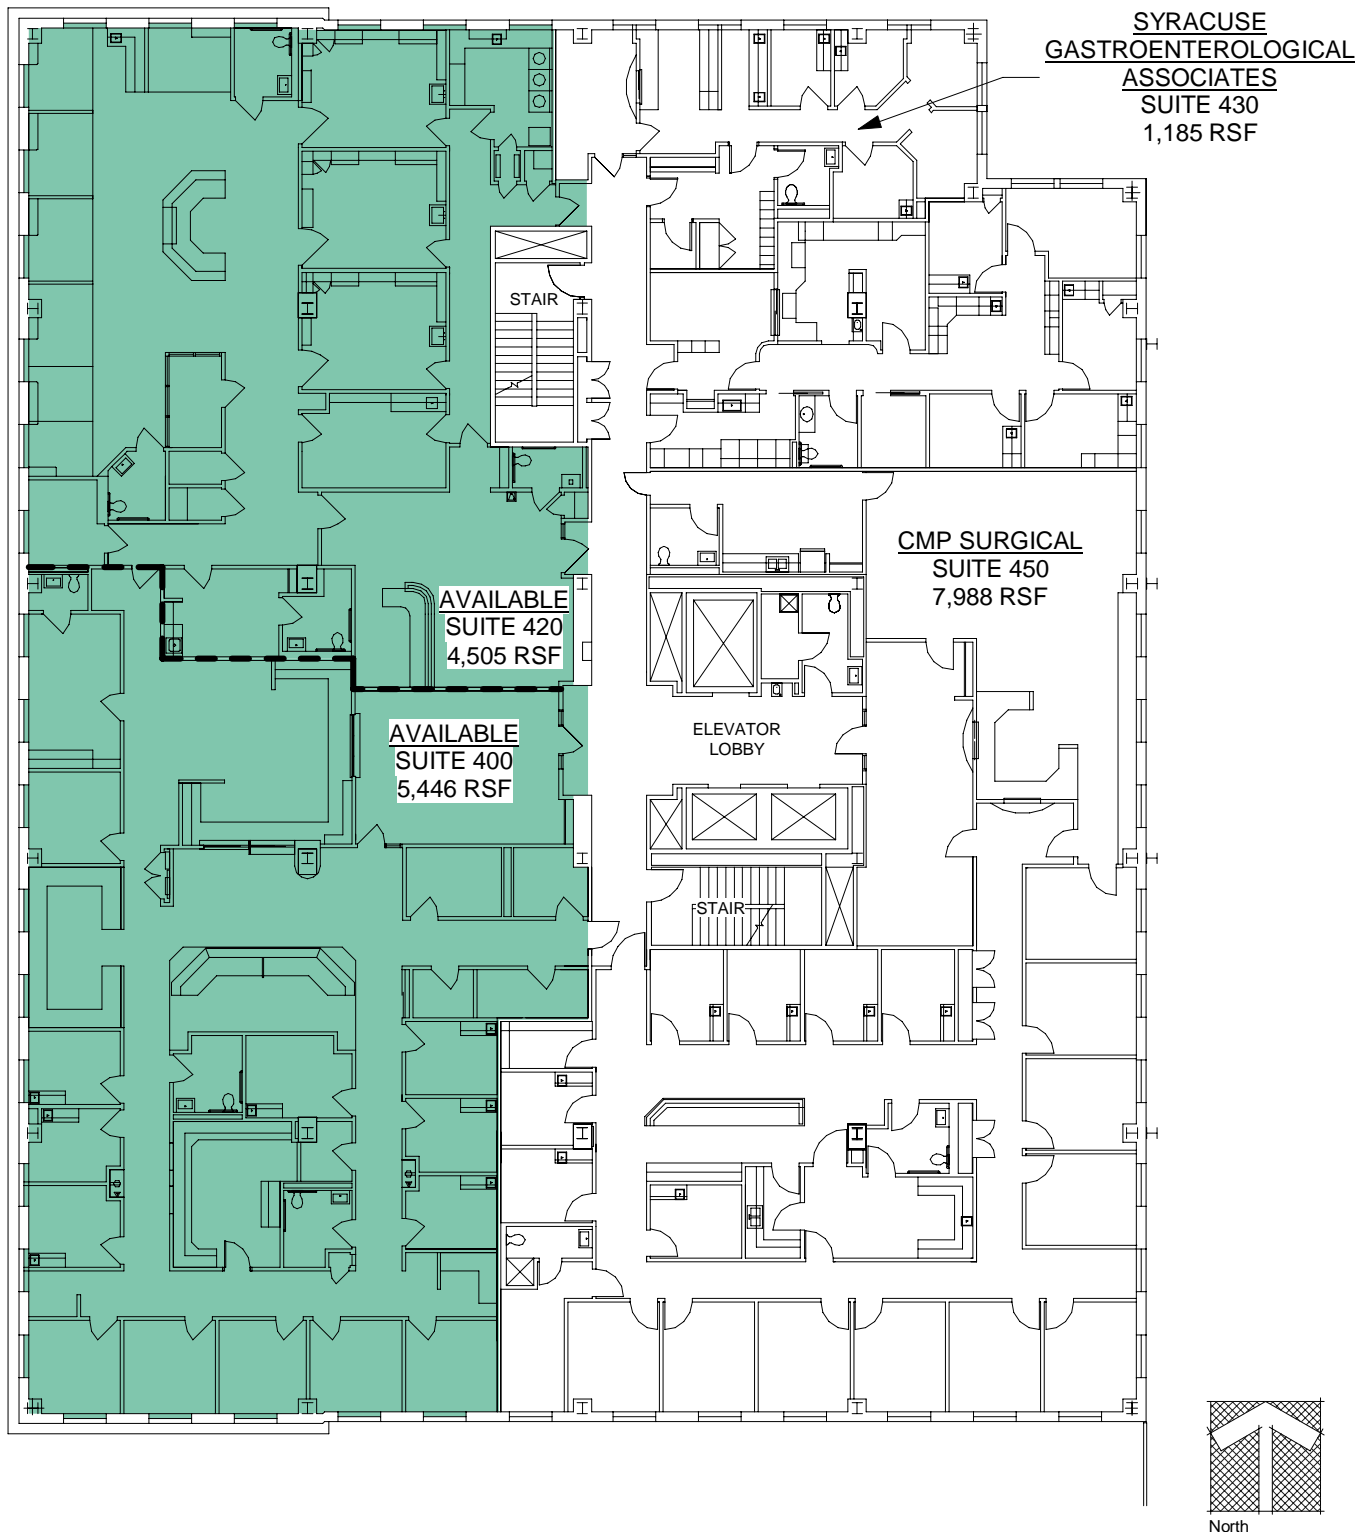 SYRACUSE
GASTROENTEROLOGICAL
ASSOCIATES
SUITE 430
1,185 RSF
STAIR
CMP SURGICAL
SUITE 450
7,988 RSF
AVAILABLE
SUITE 420
4,505 RSF
AVAILABLE
SUITE 400
5,446 RSF
ELEVATOR
LOBBY
STAIR
North